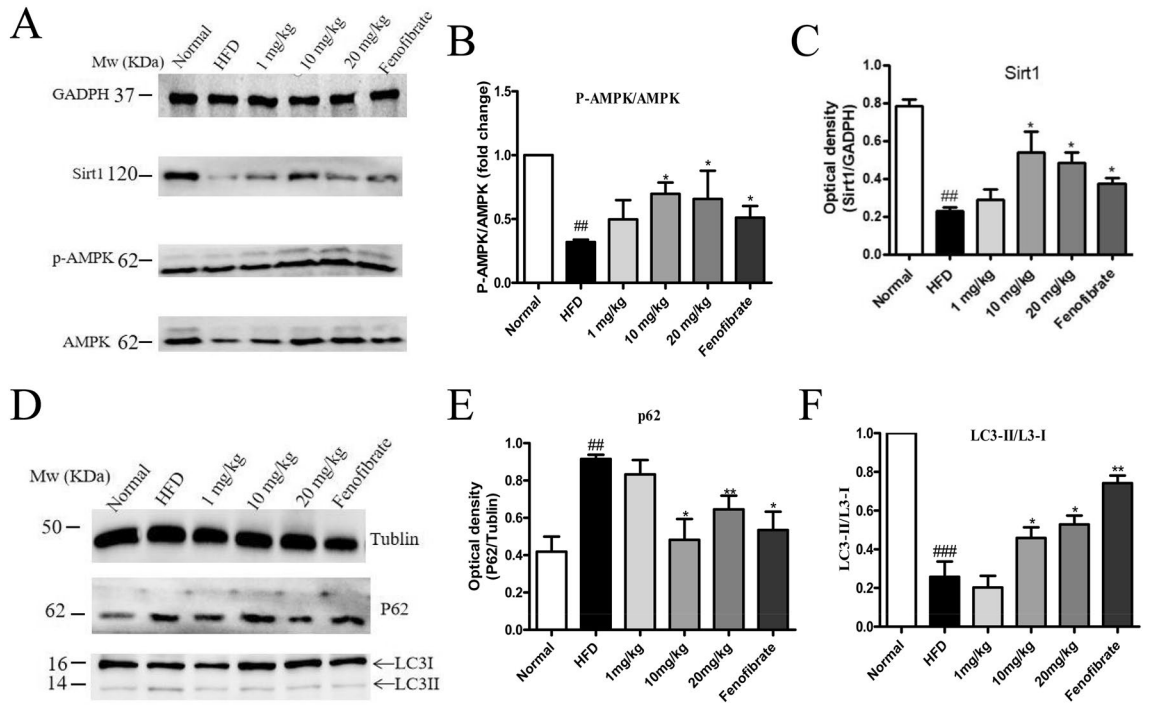 A
Normal
HFD
1 mg/kg
10 mg/kg
20 mg/kg
Fenofibrate
Mw (KDa)
GADPH 37
Sirt1 120
p-AMPK 62
AMPK 62
B
P-AMPK/AMPK
P-AMPK/AMPK (fold change)
1.5
1.0
0.5
0.0
##
*
*
*
Normal
HFD
1 mg/kg
10 mg/kg
20 mg/kg
Fenofibrate
C
Sirt1
Optical density
(Sirt1/GADPH)
1.0
0.8
0.6
0.4
0.2
0.0
##
*
*
*
Normal
HFD
1 mg/kg
10 mg/kg
20 mg/kg
Fenofibrate
D
Mw (KDa)
Normal
HFD
1 mg/kg
10 mg/kg
20 mg/kg
Fenofibrate
50
Tublin
62
P62
16
←LC3I
14
←LC3II
E
p62
Optical density
(P62/Tublin)
1.0
0.8
0.6
0.4
0.2
0.0
##
*
**
*
Normal
HFD
1mg/kg
10mg/kg
20mg/kg
Fenofibrate
F
LC3-II/L3-I
LC3-II/L3-I
1.0
0.8
0.6
0.4
0.2
0.0
###
*
*
**
Normal
HFD
1mg/kg
10mg/kg
20mg/kg
Fenofibrate